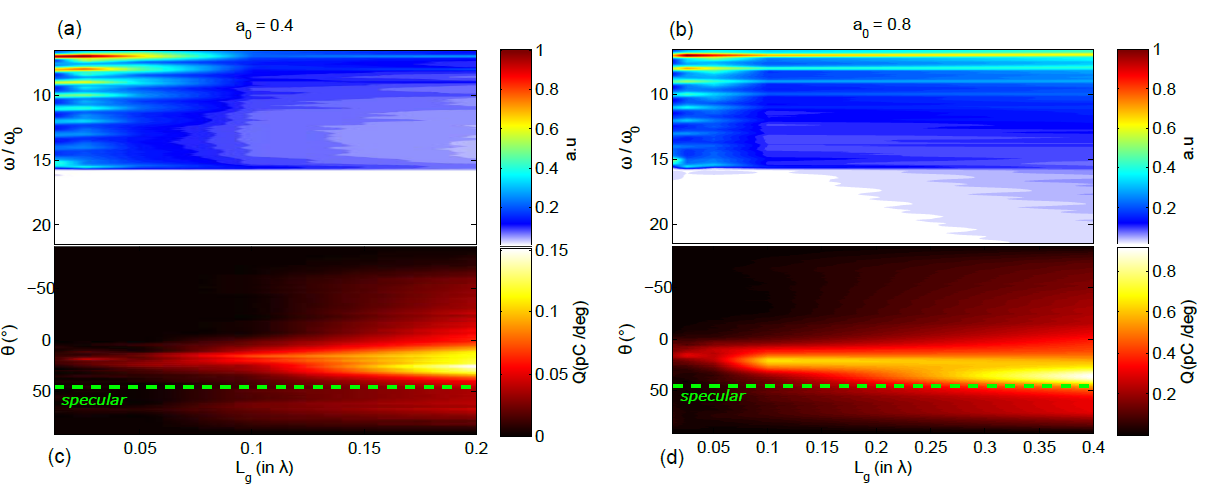 (a)
a0 = 0.4
(b)
a0 = 0.8
ω / ω0
10
15
20
1
0.8
0.6
0.4
0.2
a.u
ω / ω0
10
15
20
1
0.8
0.6
0.4
0.2
a.u
θ (°)
−50
0
50
specular
0.15
0.1
0.05
0
Q(pC /deg)
θ (°)
−50
0
50
specular
0.8
0.6
0.4
0.2
Q(pC /deg)
0.05 0.1 0.15 0.2
(c)
Lg (in λ)
0.05 0.1 0.15 0.2 0.25 0.3 0.35 0.4
(d)
Lg (in λ)